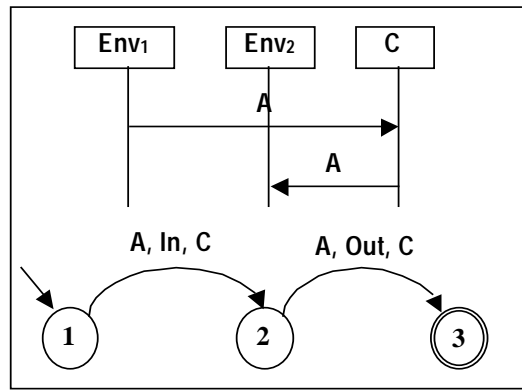 Env₁ Env₂ C
A
A
A, In, C A, Out, C
1 2 3